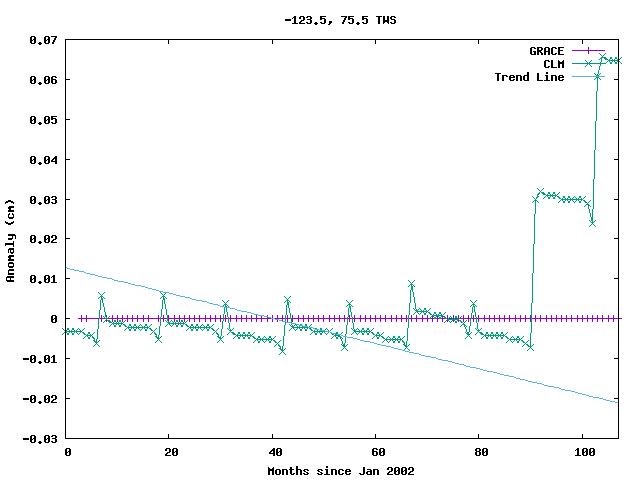 -123.5, 75.5 TWS
GRACE
CLM
Trend Line
0.07
0.06
0.05
0.04
0.03
0.02
0.01
0
-0.01
-0.02
-0.03
Anomaly (cm)
0 20 40 60 80 100
Months since Jan 2002